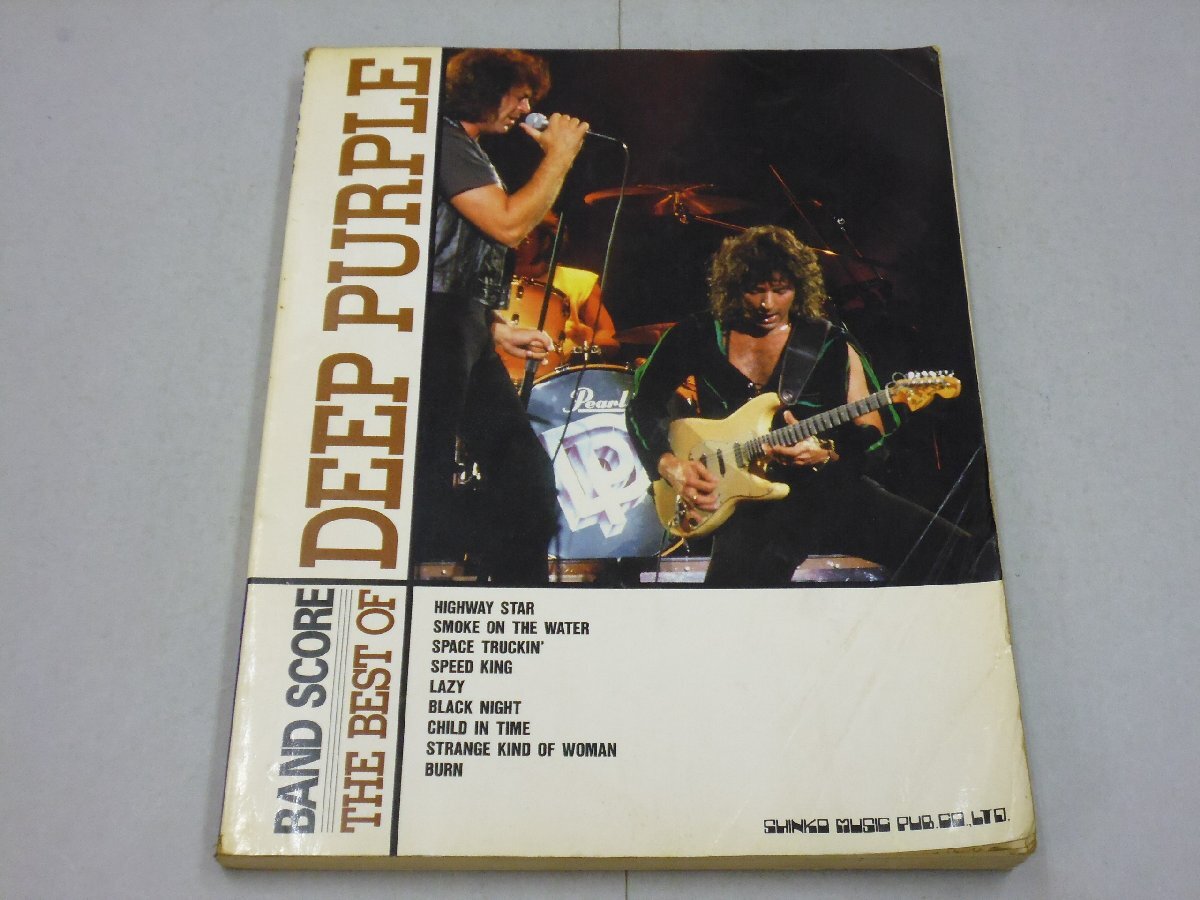 DEEP PURPLE
BAND SCORE
THE BEST OF
Pearl
DP
HIGHWAY STAR
SMOKE ON THE WATER
SPACE TRUCKIN'
SPEED KING
LAZY
BLACK NIGHT
CHILD IN TIME
STRANGE KIND OF WOMAN
BURN
SHINKO MUSIC PUB.CO.,LTD.